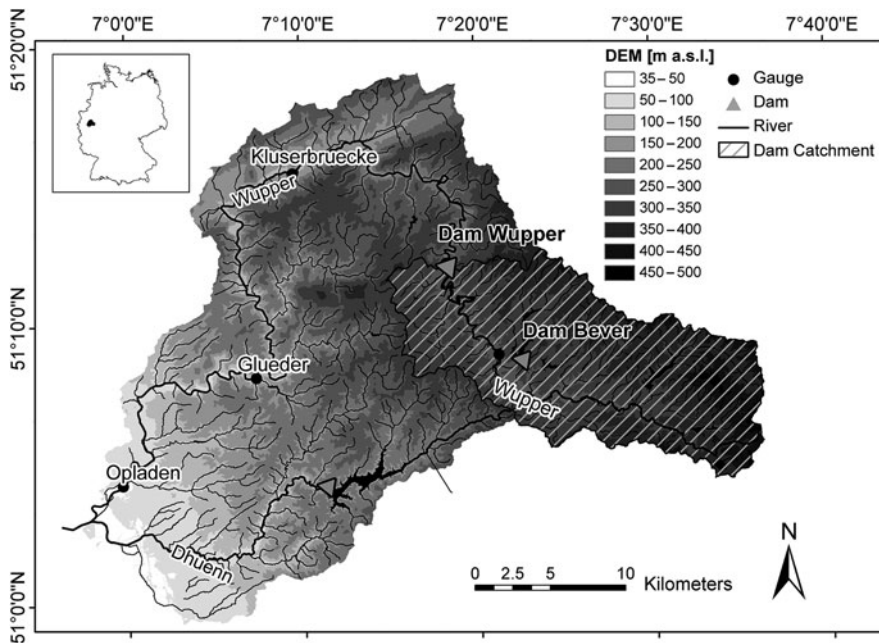 7°0'0"E
7°10'0"E
7°20'0"E
7°30'0"E
7°40'0"E
51°20'0"N
51°10'0"N
51°0'0"N
DEM [m a.s.l.]
35–50
50–100
100–150
150–200
200–250
250–300
300–350
350–400
400–450
450–500
Gauge
Dam
River
Dam Catchment
Kluserbruecke
Wupper
Dam Wupper
Dam Bever
Glueder
Wupper
Opladen
Dhuenn
N
0 2.5 5 10 Kilometers